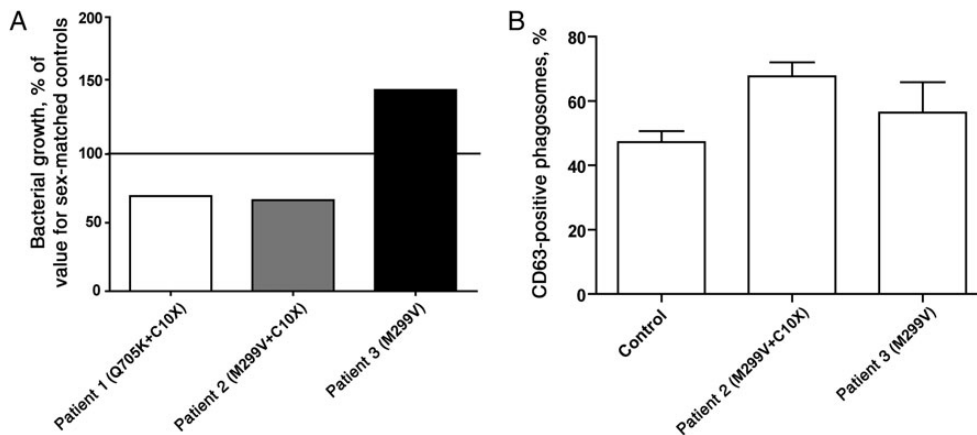 A
Bacterial growth, % of
value for sex-matched controls
200
150
100
50
0
Patient 1 (Q705K+C10X)
Patient 2 (M299V+C10X)
Patient 3 (M299V)
B
CD63-positive phagosomes, %
80
60
40
20
0
Control
Patient 2 (M299V+C10X)
Patient 3 (M299V)